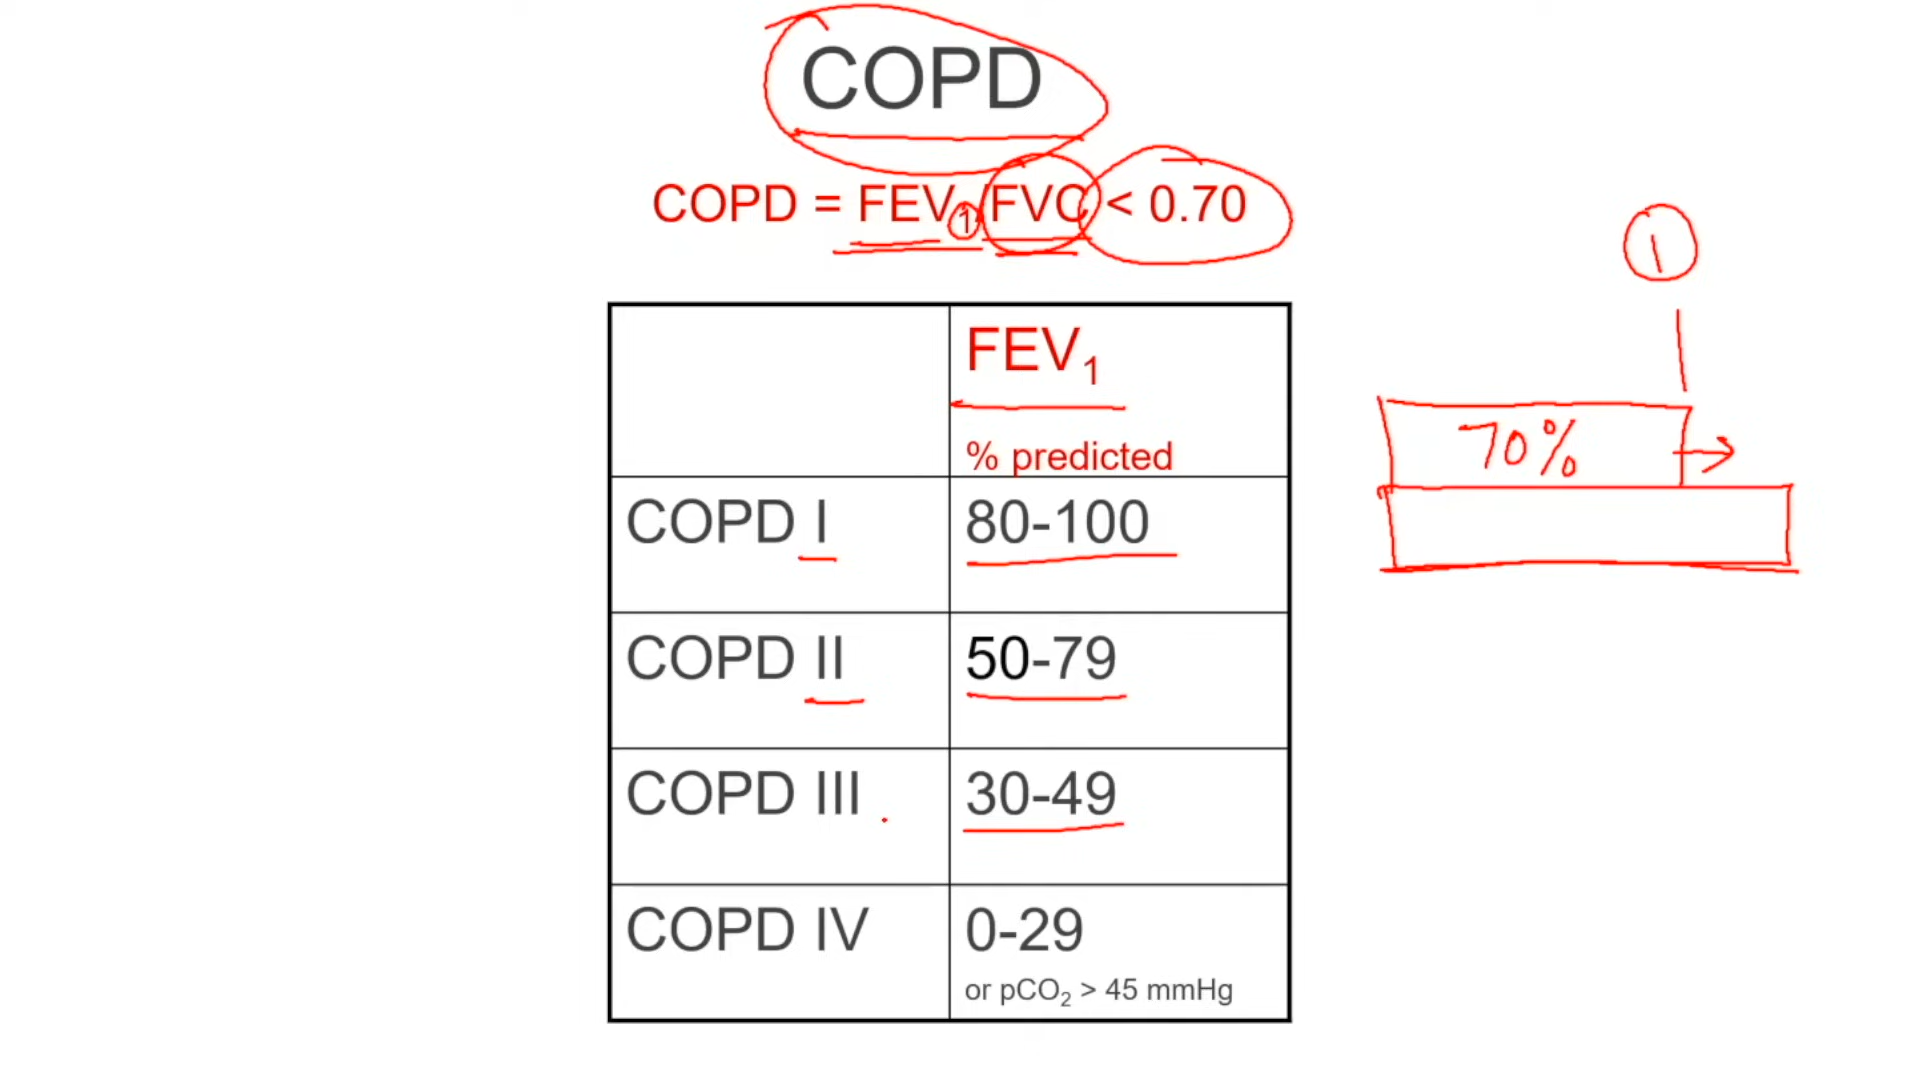 COPD
COPD = FEV₁/FVC < 0.70
1
FEV₁
% predicted
70%
COPD I 80-100
COPD II 50-79
COPD III 30-49
COPD IV 0-29
or pCO₂ > 45 mmHg